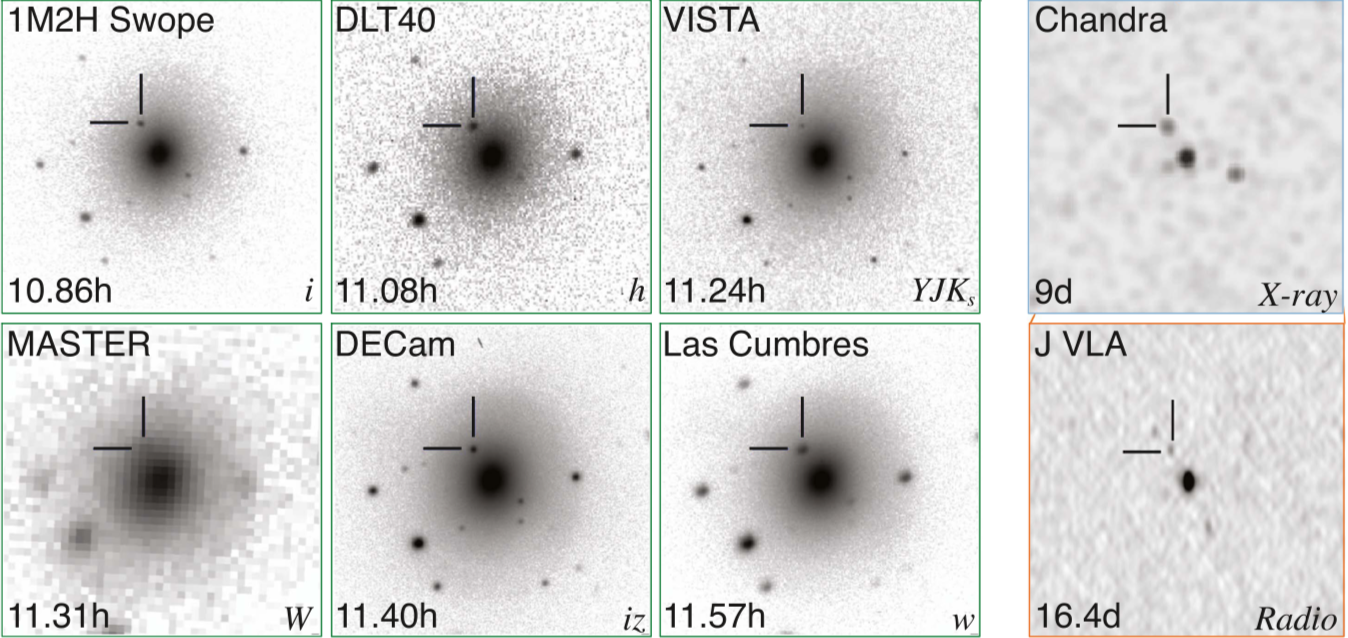 1M2H Swope
10.86h i
DLT40
11.08h h
VISTA
11.24h YJKs
Chandra
9d X-ray
MASTER
11.31h W
DECam
11.40h iz
Las Cumbres
11.57h w
J VLA
16.4d Radio